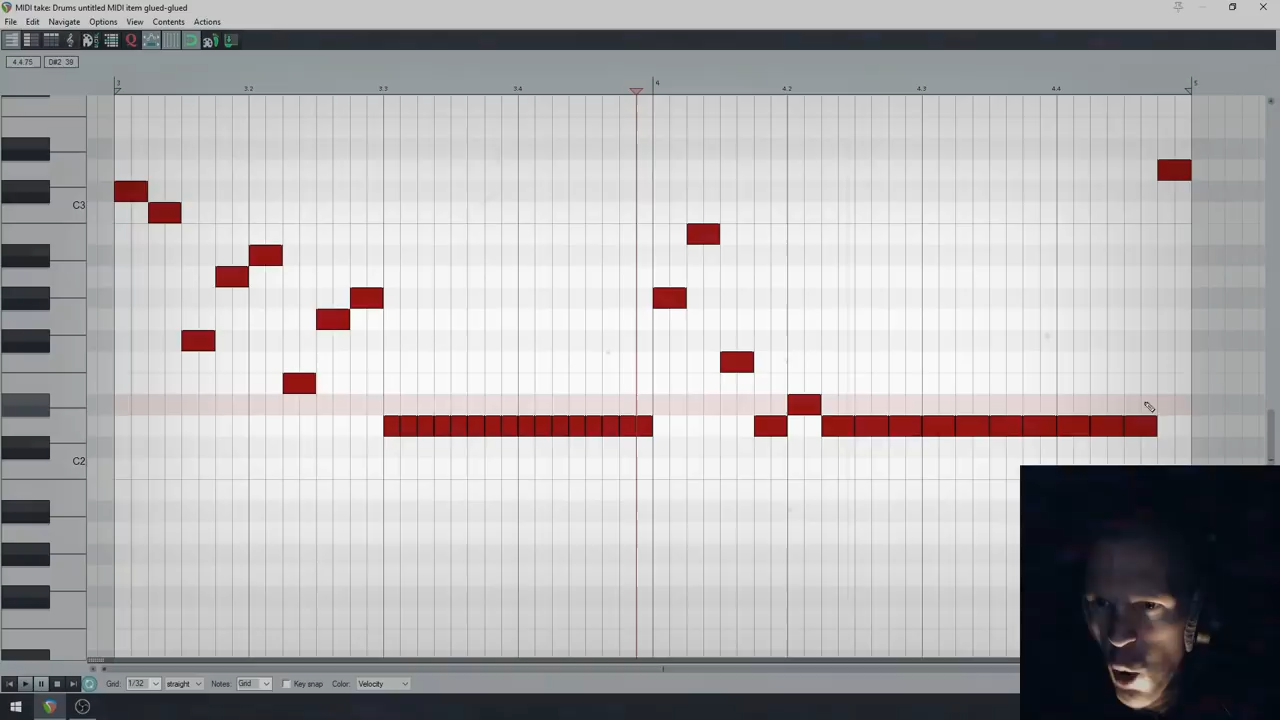 MIDI take: Drums untitled MIDI item glued-glued
File Edit Navigate Options View Contents Actions
Q
4.4.75 D#2 39
3 3.2 3.3 3.4 4.2 4.3 4.4 5
C3
C2
Grid: 1/32 straight Notes: Grid Key snap Color: Velocity